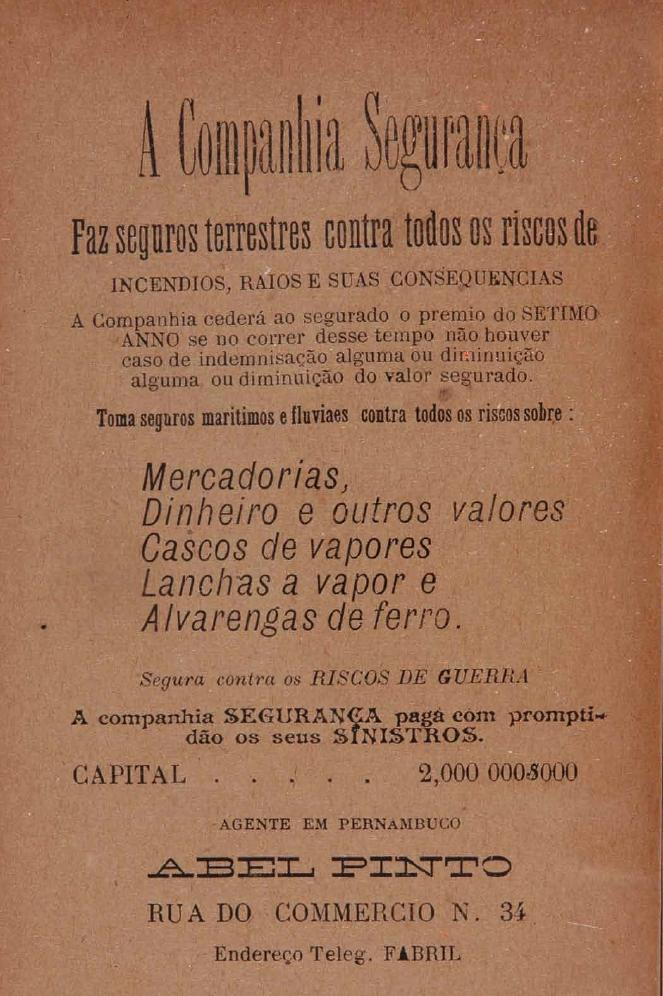 A Companhia Segurança
Faz seguros terrestres contra todos os riscos de
INCENDIOS, RAIOS E SUAS CONSEQUENCIAS
A Companhia cederá ao segurado o premio do SETIMO
ANNO se no correr desse tempo não houver
caso de indemnisação alguma ou diminuição
alguma ou diminuição do valor segurado.
Toma seguros maritimos e fluviaes contra todos os riscos sobre :
Mercadorias,
Dinheiro e outros valores
Cascos de vapores
Lanchas a vapor e
Alvarengas de ferro.
Segura contra os RISCOS DE GUERRA
A companhia SEGURANÇA paga com prompti-
dão os seus SINISTROS.
CAPITAL . . . . . 2,000 000$000
AGENTE EM PERNAMBUCO
ABEL PINTO
RUA DO COMMERCIO N. 34
Endereço Teleg. FABRIL